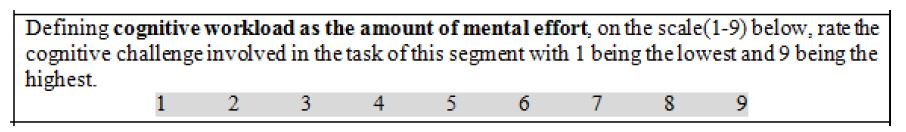 Defining cognitive workload as the amount of mental effort, on the scale(1-9) below, rate the
cognitive challenge involved in the task of this segment with 1 being the lowest and 9 being the
highest.
1 2 3 4 5 6 7 8 9